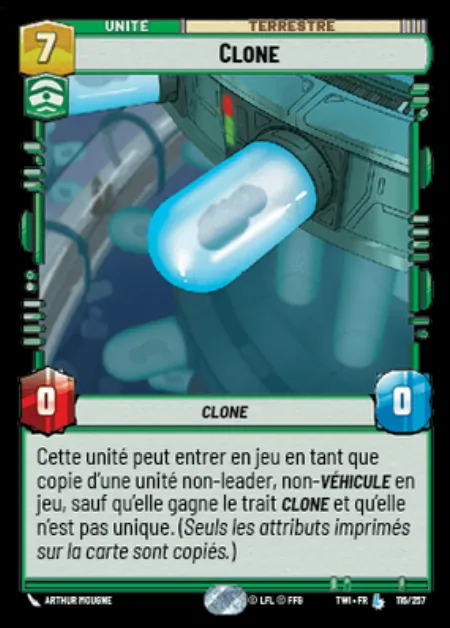 UNITÉ
TERRESTRE
7
CLONE
0
0
CLONE
Cette unité peut entrer en jeu en tant que
copie d'une unité non-leader, non-VÉHICULE en
jeu, sauf qu'elle gagne le trait CLONE et qu'elle
n'est pas unique. (Seuls les attributs imprimés
sur la carte sont copiés.)
ARTHUR MOUGNE
© LFL © FFG
TWI • FR
116/257